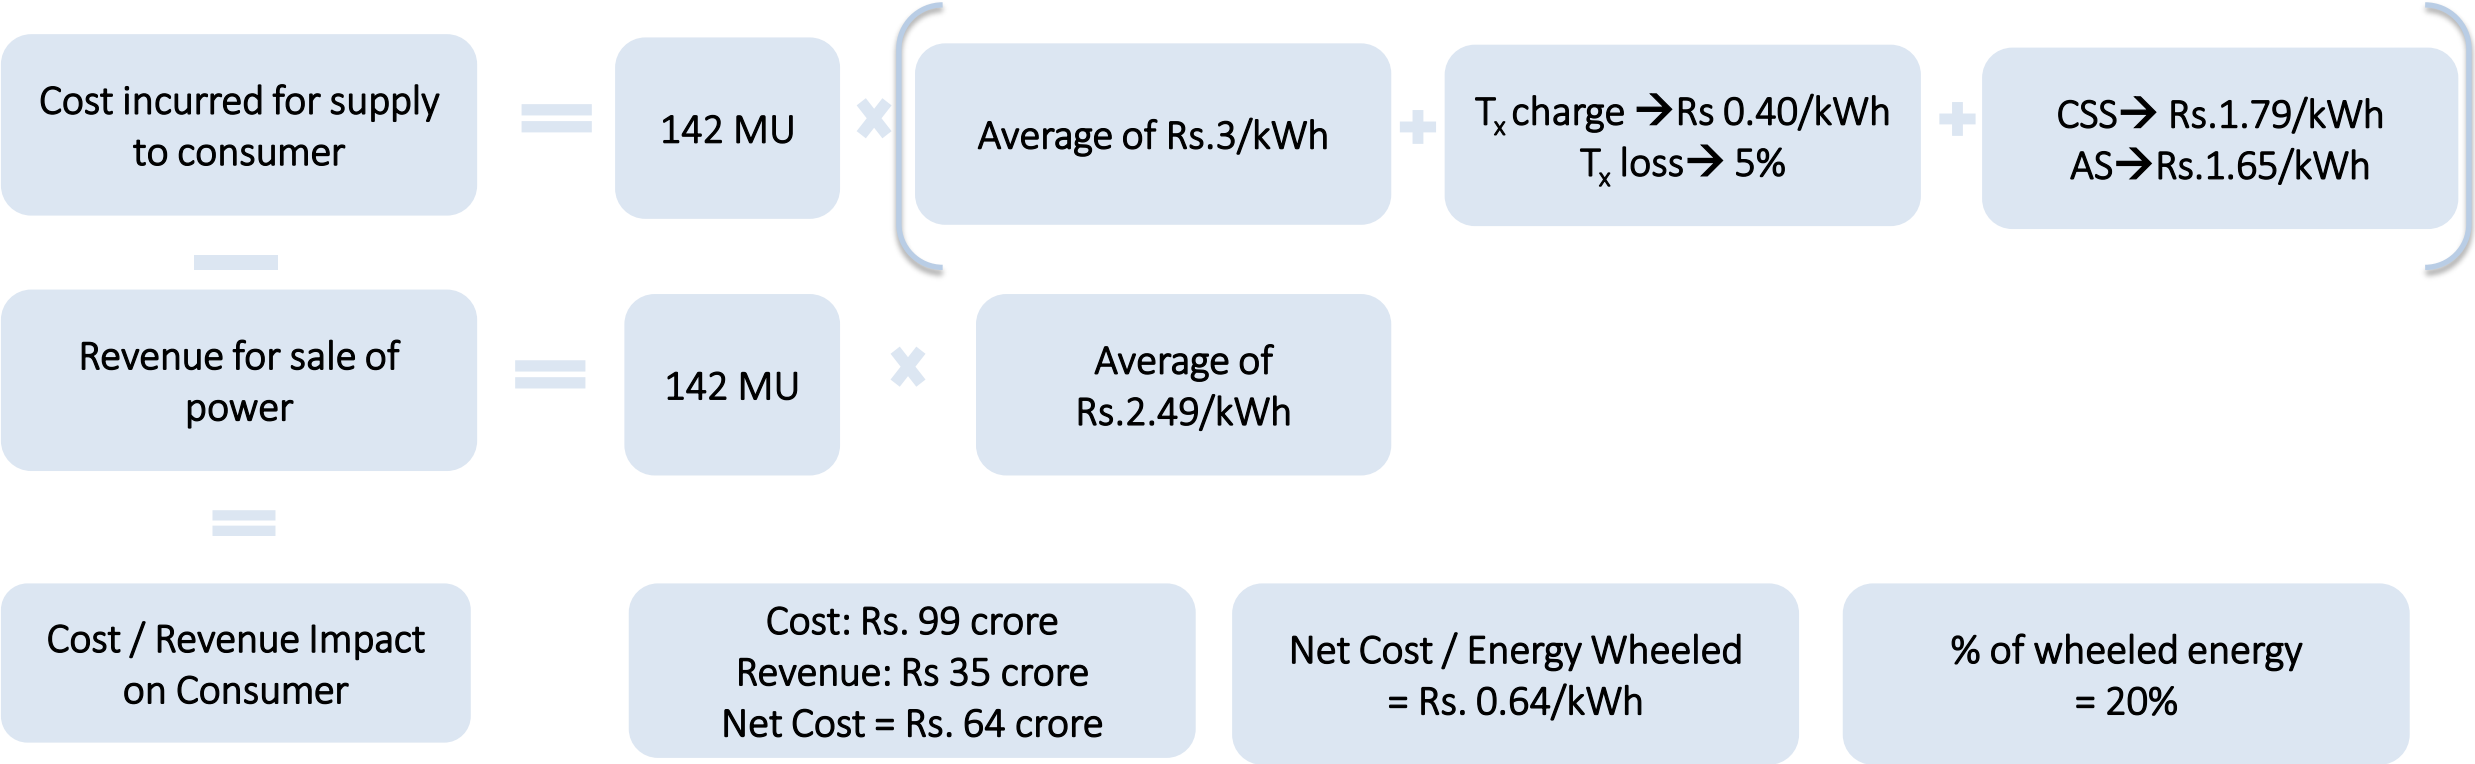 Cost incurred for supply
to consumer
142 MU
Average of Rs.3/kWh
Tx charge ➔Rs 0.40/kWh
Tx loss➔ 5%
CSS➔ Rs.1.79/kWh
AS➔Rs.1.65/kWh
Revenue for sale of
power
142 MU
Average of
Rs.2.49/kWh
Cost / Revenue Impact
on Consumer
Cost: Rs. 99 crore
Revenue: Rs 35 crore
Net Cost = Rs. 64 crore
Net Cost / Energy Wheeled
= Rs. 0.64/kWh
% of wheeled energy
= 20%